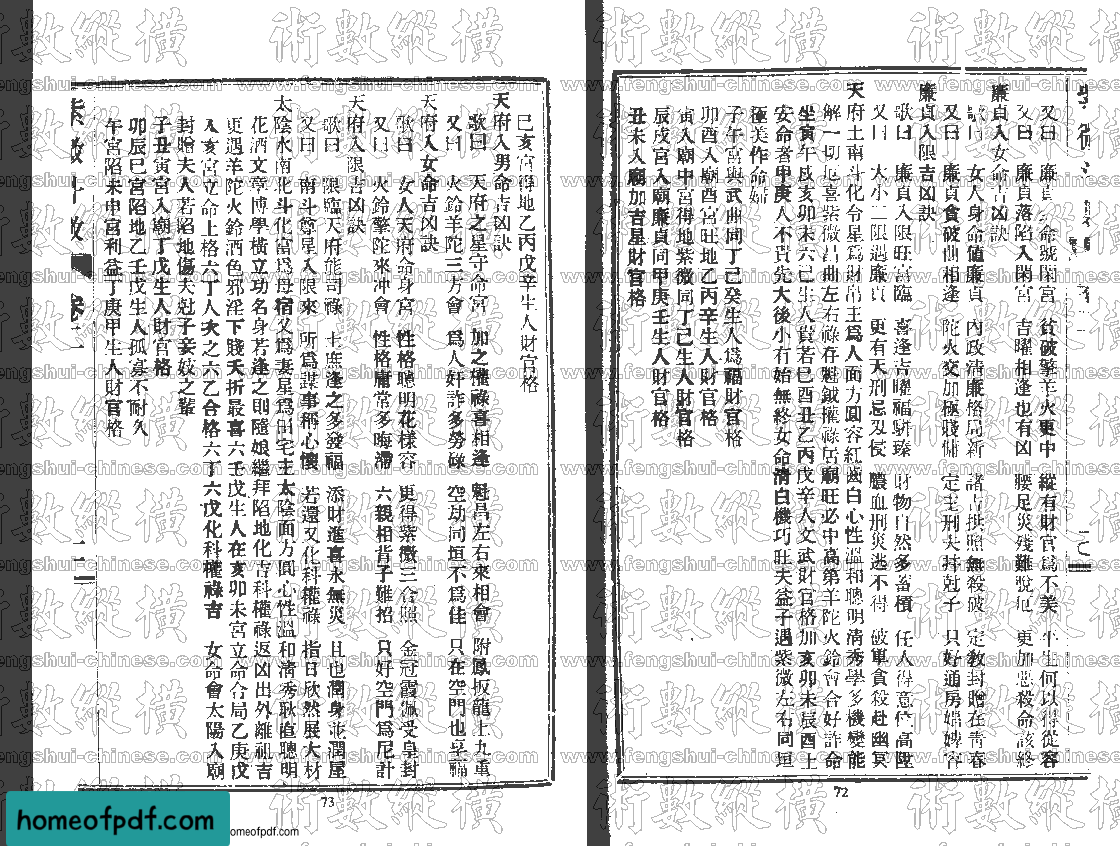 又曰 廉貞 命 閑宮 貧破擎羊火更中 縱有財官爲不美 平生何以得從容
又曰 廉貞落陷入閑宮 吉曜相逢也有凶 腰足災殘難脫厄 更加惡殺命該終
廉貞入女命吉凶訣
歌曰 女人身命値廉貞 內政淸廉格局新 諸吉拱照無殺破 定教封贈在靑春
又曰 廉貞貪破曲相逢 陀火交加極賤傭 定主刑夫幷尅子 只好通房娼婢容
廉貞入限吉凶訣
歌曰 廉貞入限旺宮臨 喜逢吉曜福駢臻 財物自然多蓄積 任人得意位高陞
又曰 大小二限遇廉貞 更有天刑忌刃侵 膿血刑災逃不得 破軍貪殺赴幽冥
天府土南斗化令星爲財帛主爲人面方圓容紅齒白心性溫和聰明淸秀學多機變能
解一切厄喜紫微昌曲左右祿存魁鉞權祿居廟旺必中高第羊陀火鈴會合好詐命
坐寅午戌亥卯未六己生人貴若巳酉丑乙丙戊辛人文武財官格加亥卯未辰酉上
安命者甲庚人不貴先大後小有始無終女命淸白機巧旺夫益子遇紫微左右同垣
極美作命婦
子午宮與武曲同丁己癸生人爲福財官格
卯酉入廟酉宮旺地乙丙辛生人財官格
寅入廟申宮得地紫微同丁己生人財官格
辰戌宮入廟廉貞同甲庚壬生人財官格
丑未入廟加吉星財官格
72
巳亥宮得地乙丙戊辛生人財官格
天府入男命吉凶訣
歌曰 天府之星守命宮 加之權祿喜相逢 魁昌左右來相會 附鳳扳龍上九重
又曰 火鈴羊陀三方會 爲人奸詐多勞碌 空劫同垣不爲佳 只在空門也享福
天府入女命吉凶訣
歌曰 女人天府命身宮 性格聰明花樣容 更得紫微三合照 金冠霞珮受皇封
又曰 火鈴擎陀來冲會 性格庸常多晦滯 六親相背子難招 只好空門爲尼計
天府入限吉凶訣
歌曰 限臨天府能司祿 士庶逢之多發福 添財進喜永無災 且也潤身並潤屋
又曰 南斗尊星入限來 所爲謀事稱心懷 若還又化科權祿 指日欣然展大材
太陰水南北斗化富爲母宿又爲妻星爲田宅主太陰面方圓心性溫和淸秀耿直聰明
花酒文章博學橫立功名身若逢之則隨娘繼拜陷地化吉科權祿返凶出外離祖吉
更遇羊陀火鈴酒色邪淫下賤夭折最喜六壬戊生人在亥卯未宮立命合局乙庚戊
人亥宮立命上格六丁人次之六乙合格六丁六戊化科權祿吉 女命會太陽入廟
封贈夫人若陷地傷夫尅子妾妓之輩
子丑寅宮入廟丁戊生人財官格
卯辰巳宮陷地乙壬戊生人孤寡不耐久
午宮陷未申宮利益丁庚甲生人財官格
紫微斗數 卷二
73
術數縱橫
www.fengshui-chinese.com
homeofpdf.com
homeofpdf.com